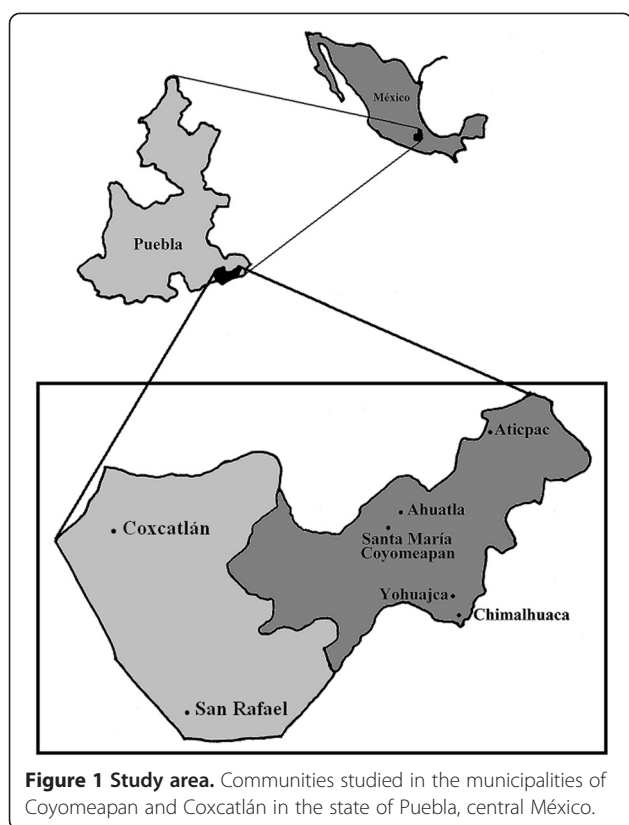 México
Puebla
Aticpac
Ahuatla
Coxcatlán
Santa María
Coyomeapan
Yohuajca
Chimalhuaca
San Rafael
Figure 1 Study area. Communities studied in the municipalities of
Coyomeapan and Coxcatlán in the state of Puebla, central México.